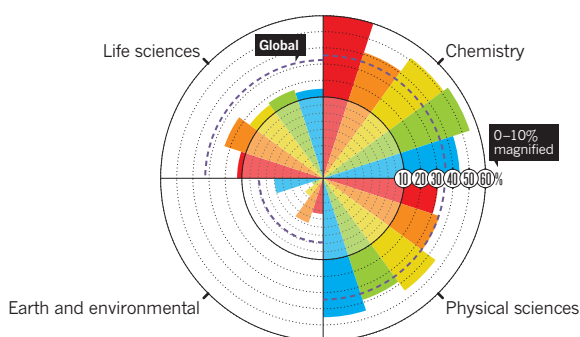 Life sciences
Global
Chemistry
0–10%
magnified
10 20 30 40 50 60 %
Earth and environmental
Physical sciences